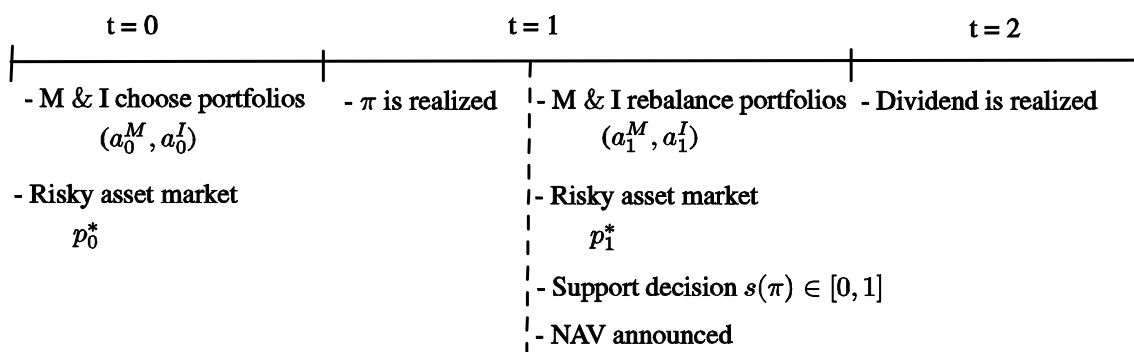 t = 0
t = 1
t = 2
- M & I choose portfolios
(a_0^M, a_0^I)
- Risky asset market
p_0^*
- π is realized
- M & I rebalance portfolios
(a_1^M, a_1^I)
- Risky asset market
p_1^*
- Support decision s(π) ∈ [0, 1]
- NAV announced
- Dividend is realized